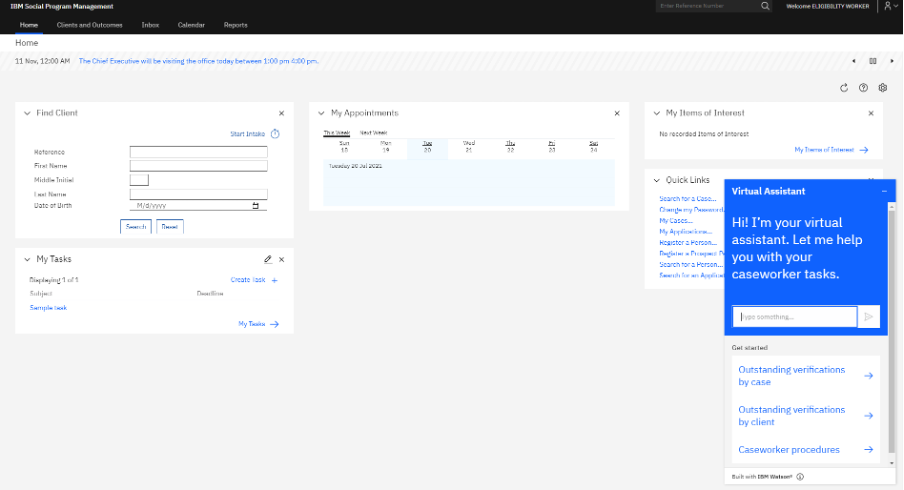 IBM Social Program Management
Enter Reference Number
Welcome ELIGIBILITY WORKER
Home
Clients and Outcomes
Inbox
Calendar
Reports
Home
11 Nov, 12:00 AM The Chief Executive will be visiting the office today between 1:00 pm 4:00 pm.
Find Client
Start Intake
Reference
First Name
Middle Initial
Last Name
Date of Birth
M/d/yyyy
Search
Reset
My Tasks
Displaying 1 of 1
Create Task +
Subject
Deadline
Sample task
My Tasks
My Appointments
This Week
Next Week
Sun Mon Tue Wed Thu Fri Sat
18 19 20 21 22 23 24
Tuesday 20 Jul 2021
My Items of Interest
No recorded Items of Interest
My Items of Interest
Quick Links
Search for a Case...
Change my Password
My Cases...
My Applications...
Register a Person...
Register a Prospect
Search for a Person...
Search for an
Virtual Assistant
Hi! I'm your virtual
assistant. Let me help
you with your
caseworker tasks.
Type something...
Get started
Outstanding verifications
by case
Outstanding verifications
by client
Caseworker procedures
Built with IBM Watson®